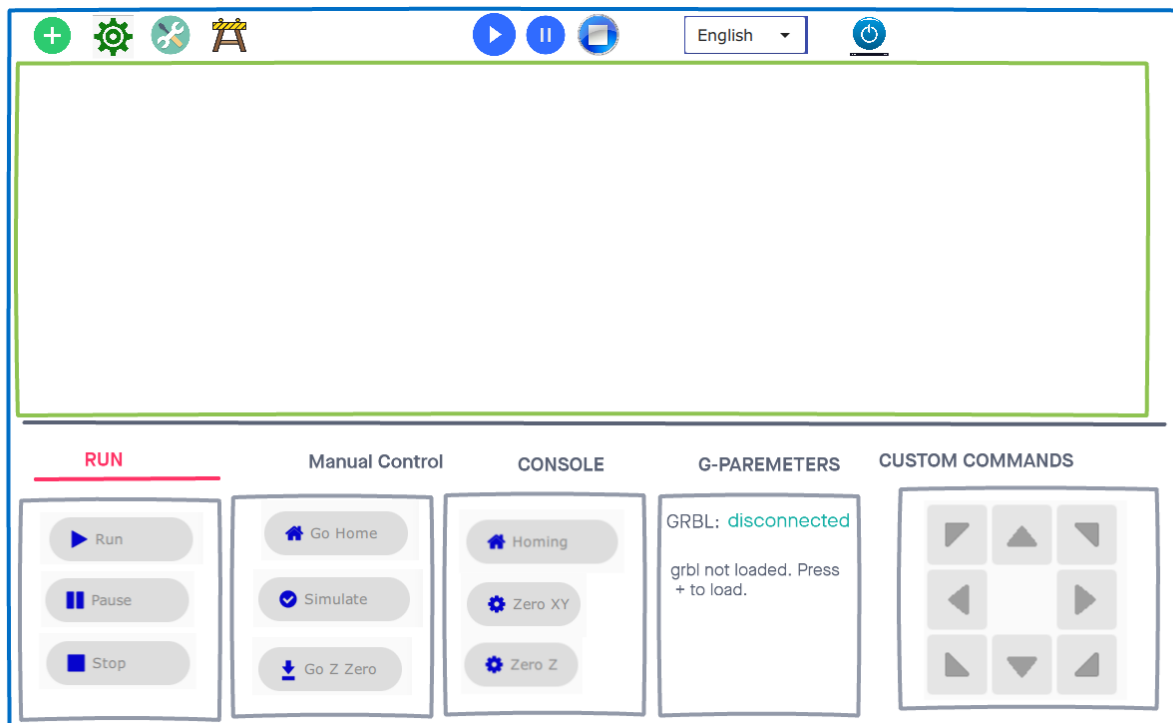 English
RUN
Manual Control
CONSOLE
G-PAREMETERS
CUSTOM COMMANDS
Run
Pause
Stop
Go Home
Simulate
Go Z Zero
Homing
Zero XY
Zero Z
GRBL: disconnected
grbl not loaded. Press
+ to load.